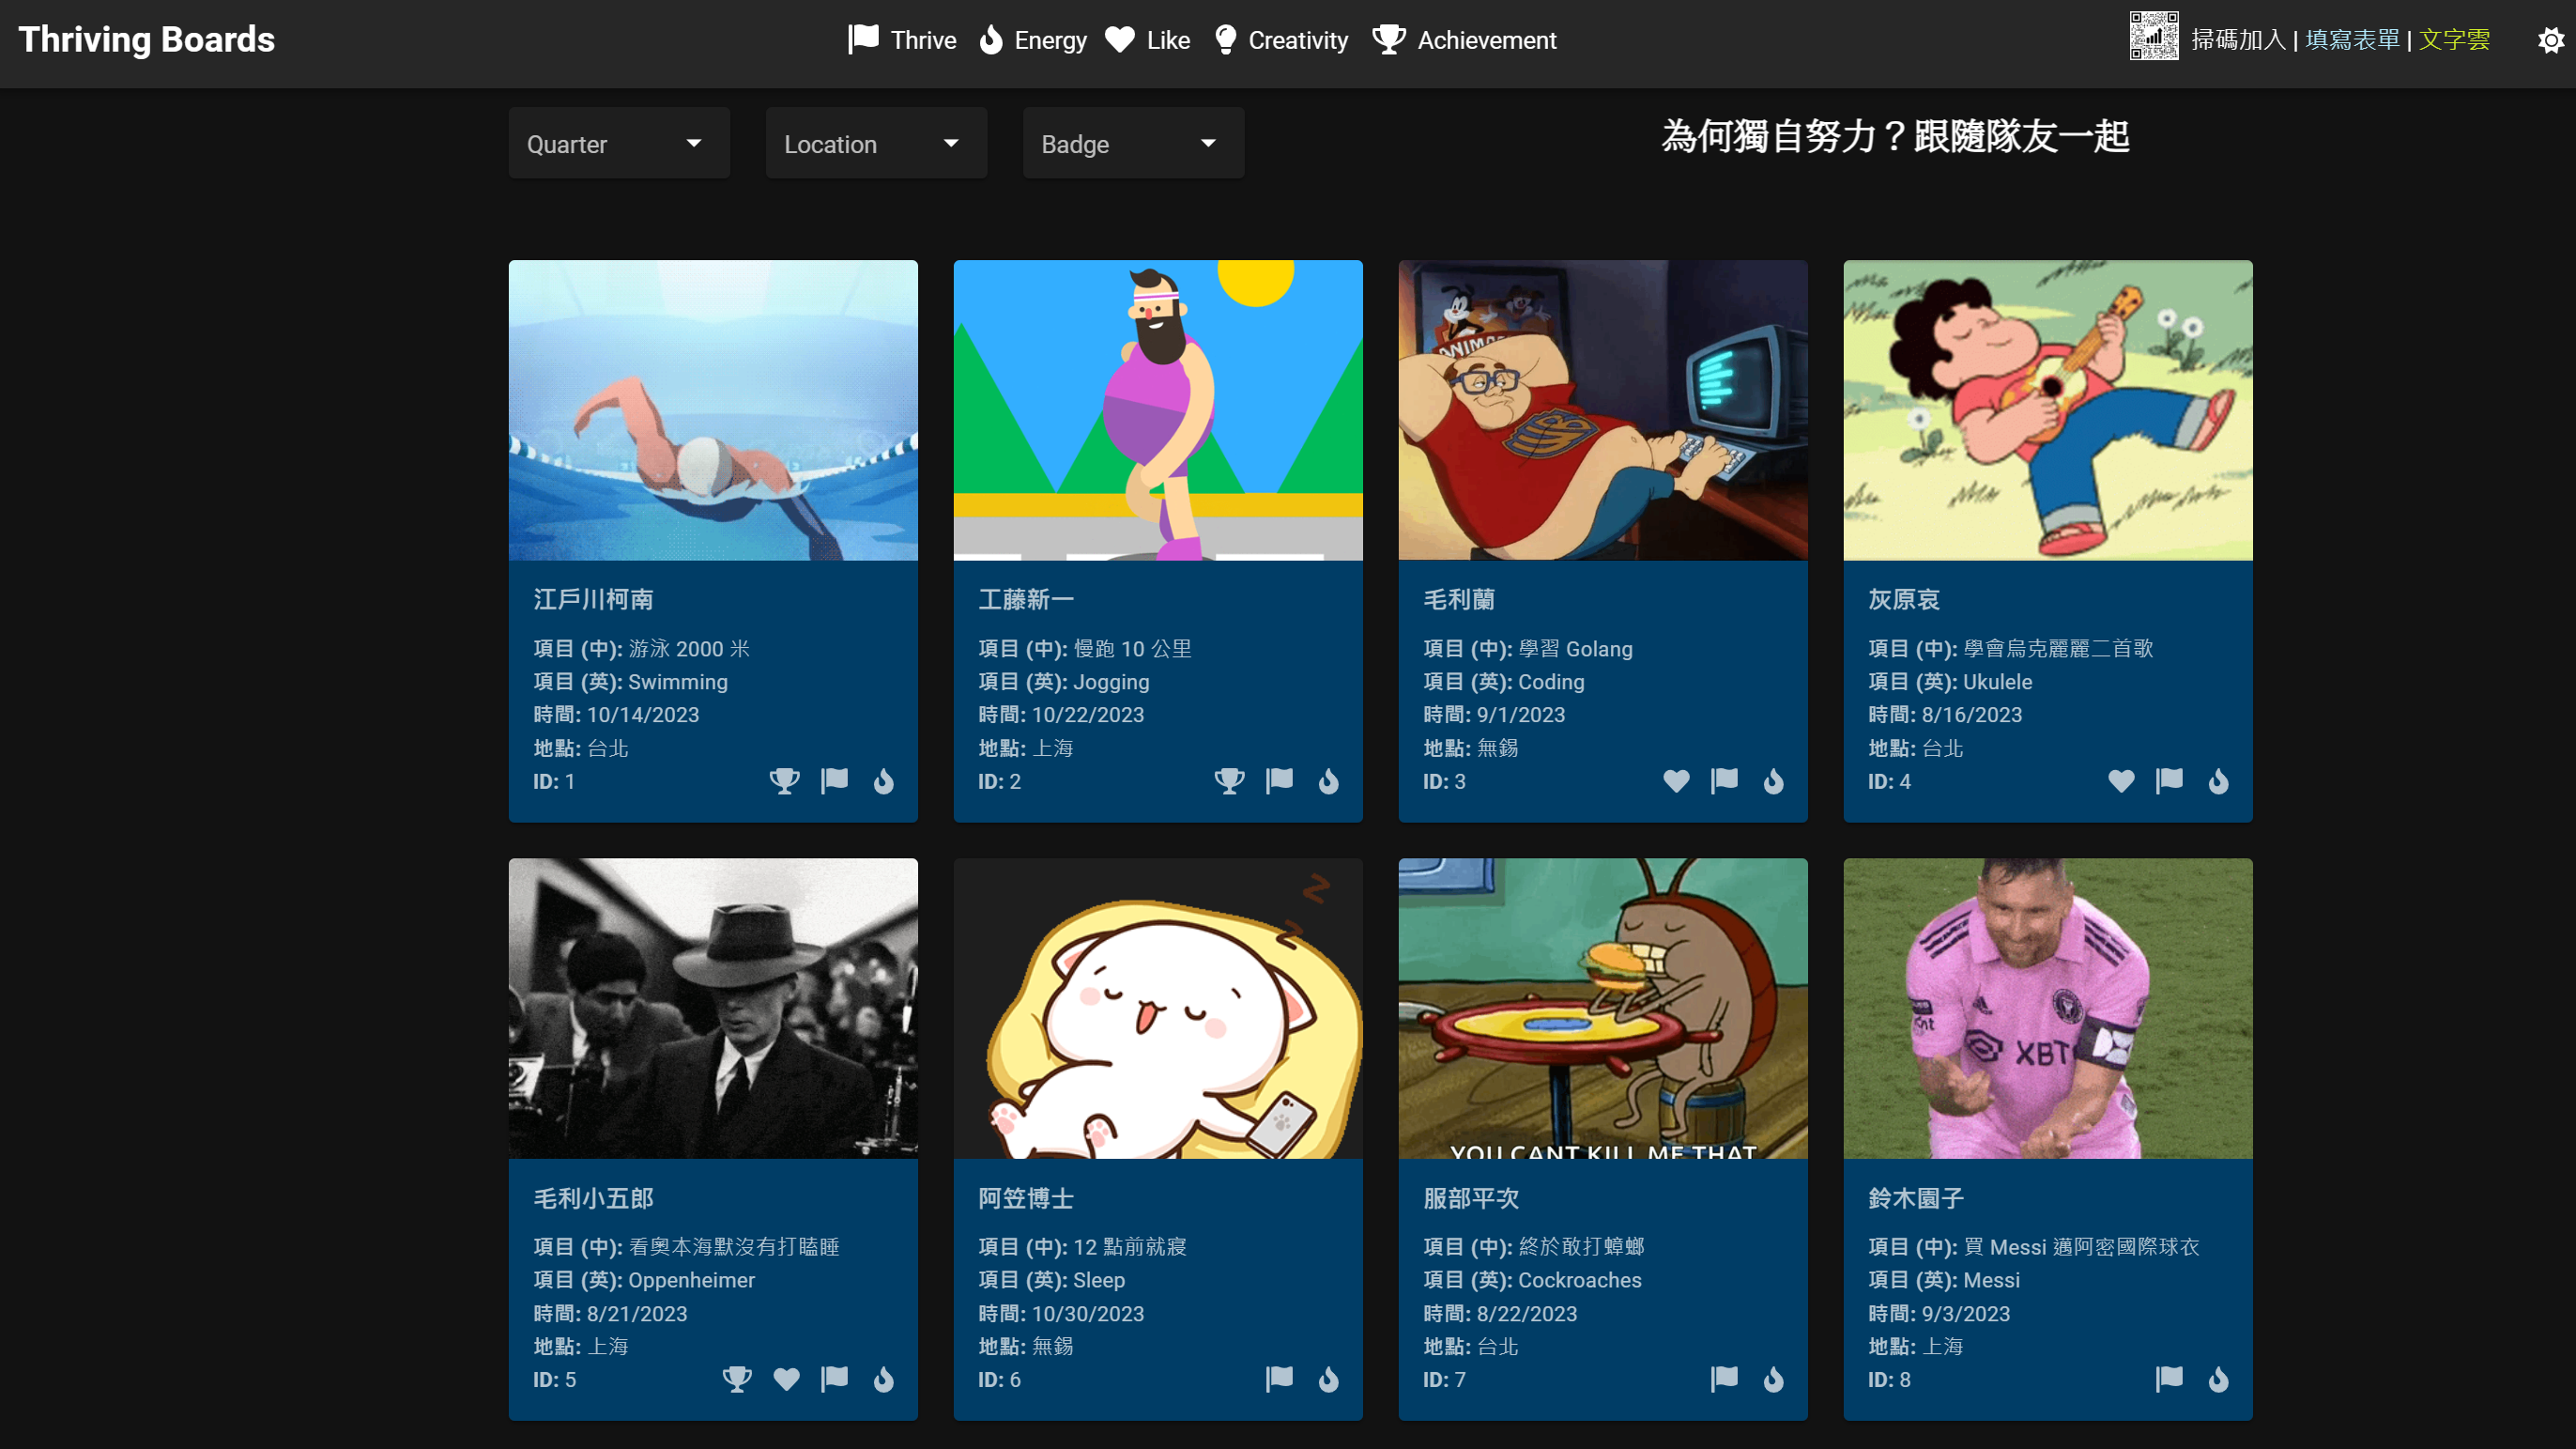 Thriving Boards
Thrive Energy Like Creativity Achievement
掃碼加入 | 填寫表單 | 文字雲
Quarter Location Badge
為何獨自努力？跟隨隊友一起
ANIMA
WB
江戶川柯南
項目 (中): 游泳 2000 米
項目 (英): Swimming
時間: 10/14/2023
地點: 台北
ID: 1
工藤新一
項目 (中): 慢跑 10 公里
項目 (英): Jogging
時間: 10/22/2023
地點: 上海
ID: 2
毛利蘭
項目 (中): 學習 Golang
項目 (英): Coding
時間: 9/1/2023
地點: 無錫
ID: 3
灰原哀
項目 (中): 學會烏克麗麗二首歌
項目 (英): Ukulele
時間: 8/16/2023
地點: 台北
ID: 4
z
z
YOU CANT KILL ME THAT
XBT
毛利小五郎
項目 (中): 看奧本海默沒有打瞌睡
項目 (英): Oppenheimer
時間: 8/21/2023
地點: 上海
ID: 5
阿笠博士
項目 (中): 12 點前就寢
項目 (英): Sleep
時間: 10/30/2023
地點: 無錫
ID: 6
服部平次
項目 (中): 終於敢打蟑螂
項目 (英): Cockroaches
時間: 8/22/2023
地點: 台北
ID: 7
鈴木園子
項目 (中): 買 Messi 邁阿密國際球衣
項目 (英): Messi
時間: 9/3/2023
地點: 上海
ID: 8